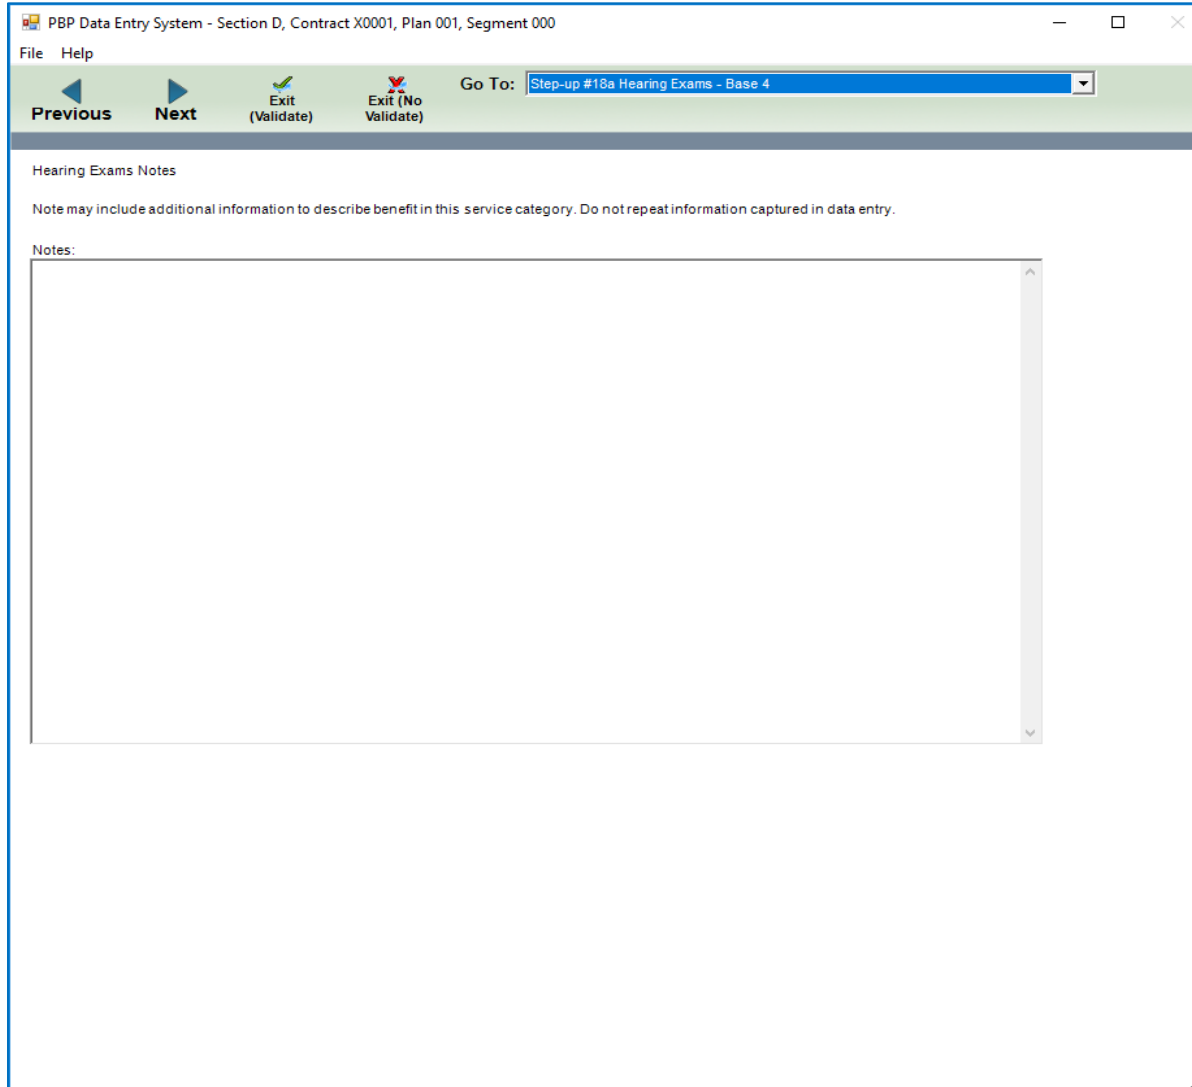 PBP Data Entry System - Section D, Contract X0001, Plan 001, Segment 000
File Help
Previous
Next
Exit
(Validate)
Exit (No
Validate)
Go To: Step-up #18a Hearing Exams - Base 4
Hearing Exams Notes
Note may include additional information to describe benefit in this service category. Do not repeat information captured in data entry.
Notes: